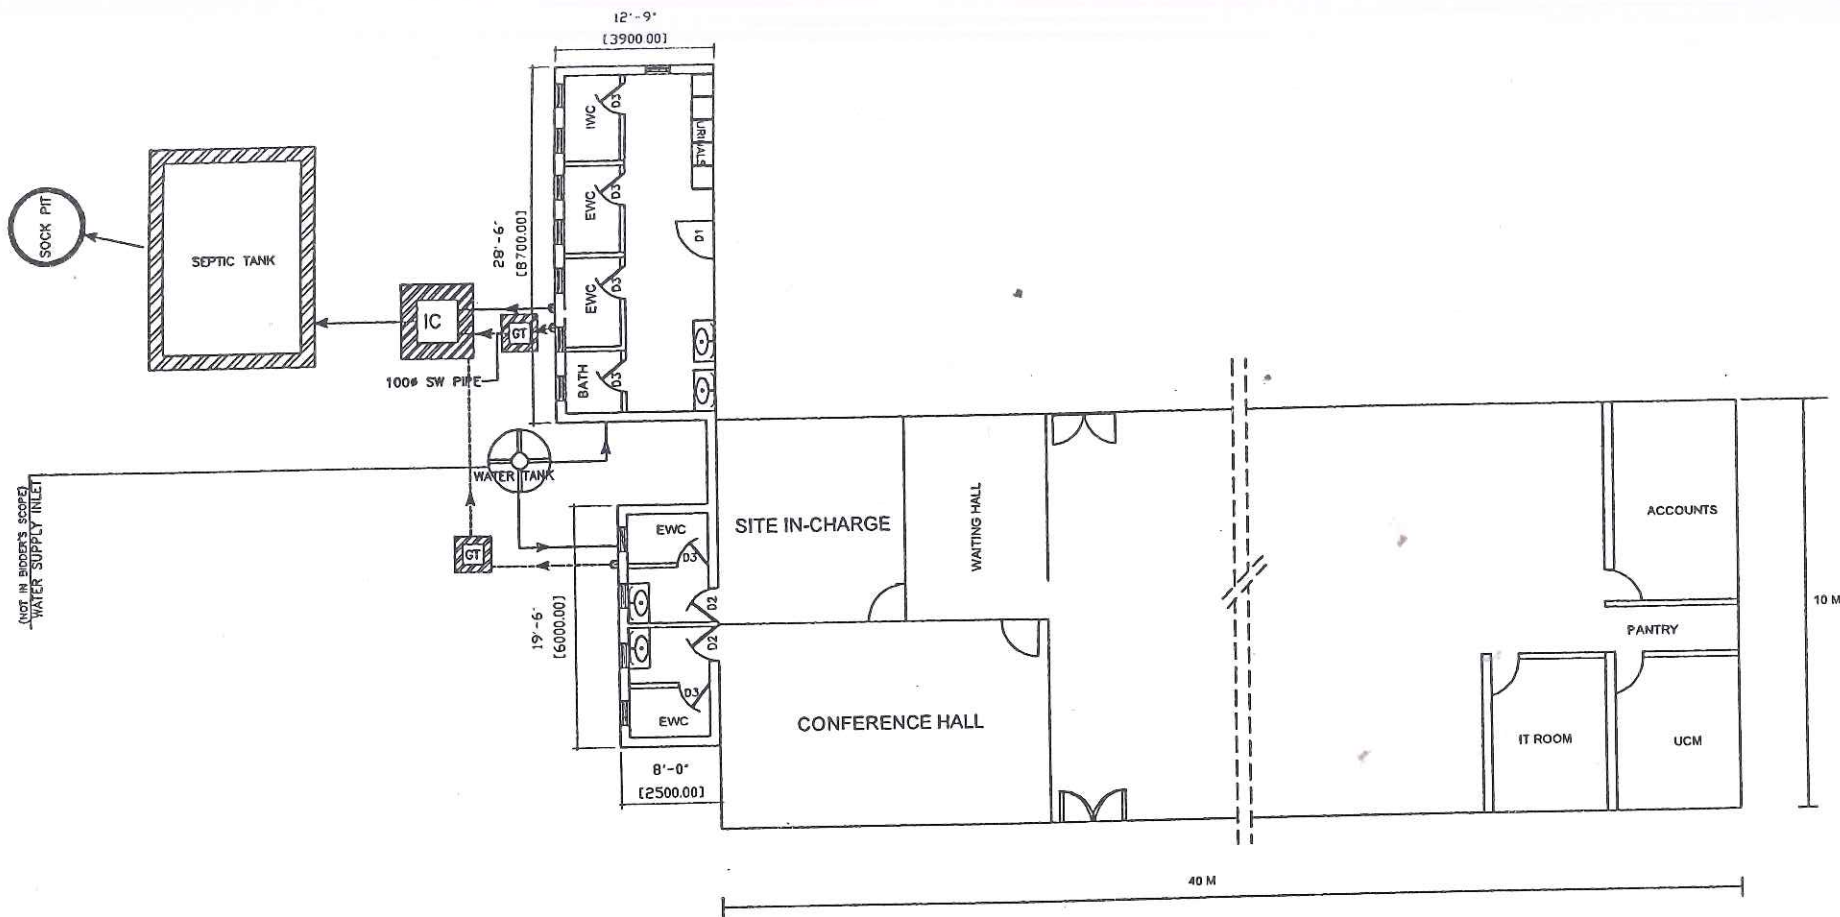 12'-9"
[3900.00]
IWC
D3
URINALS
EWC
D3
D1
28'-6"
[8700.00]
EWC
D3
BATH
D3
SOCK PIT
SEPTIC TANK
IC
GT
100ø SW PIPE
WATER TANK
(NOT IN BIDDER'S SCOPE)
WATER SUPPLY INLET
GT
EWC
D3
D2
19'-6"
[6000.00]
D2
D3
EWC
8'-0"
[2500.00]
SITE IN-CHARGE
WAITING HALL
CONFERENCE HALL
ACCOUNTS
PANTRY
IT ROOM
UCM
10 M
40 M